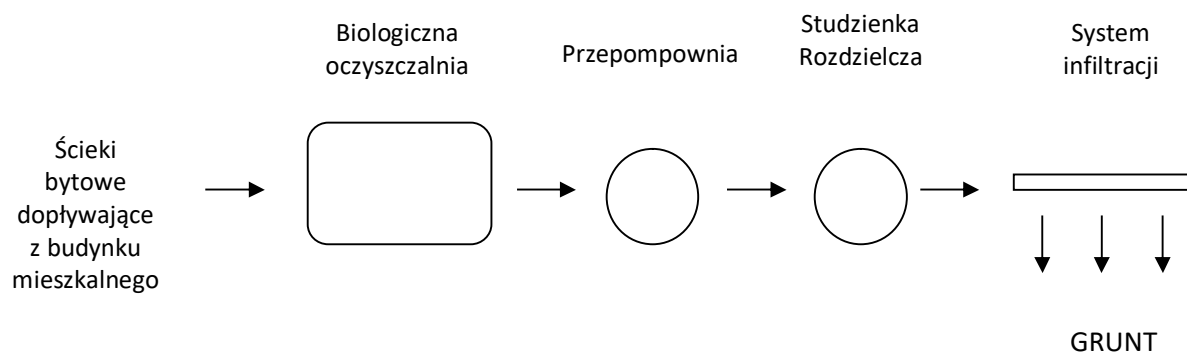 Biologiczna
oczyszczalnia
Przepompownia
Studzienka
Rozdzielcza
System
infiltracji
Ścieki
bytowe
dopływające
z budynku
mieszkalnego
GRUNT